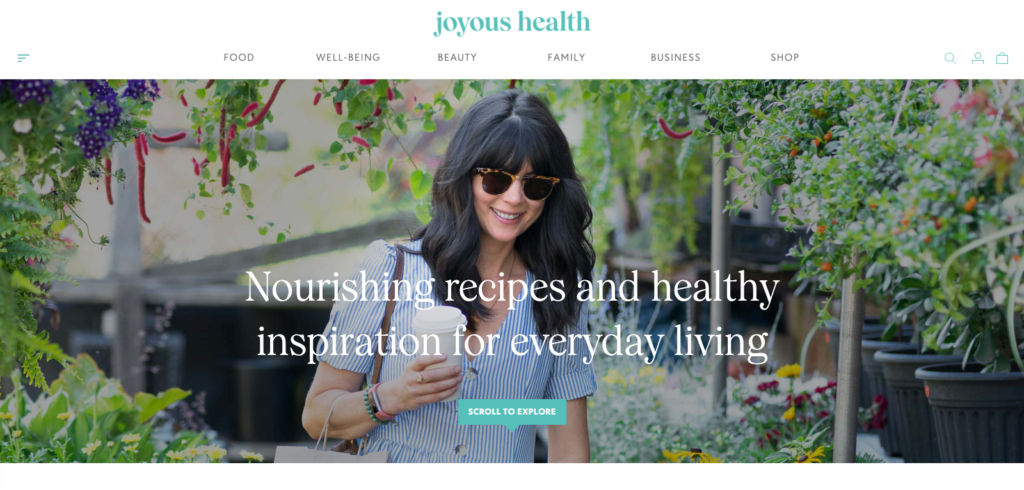 joyous health
FOOD WELL-BEING BEAUTY FAMILY BUSINESS SHOP
Nourishing recipes and healthy
inspiration for everyday living
SCROLL TO EXPLORE